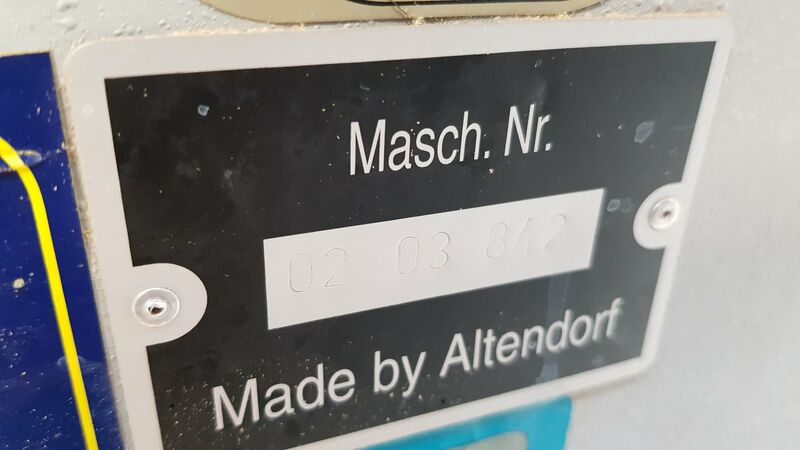 Masch. Nr.
02 03 842
Made by Altendorf